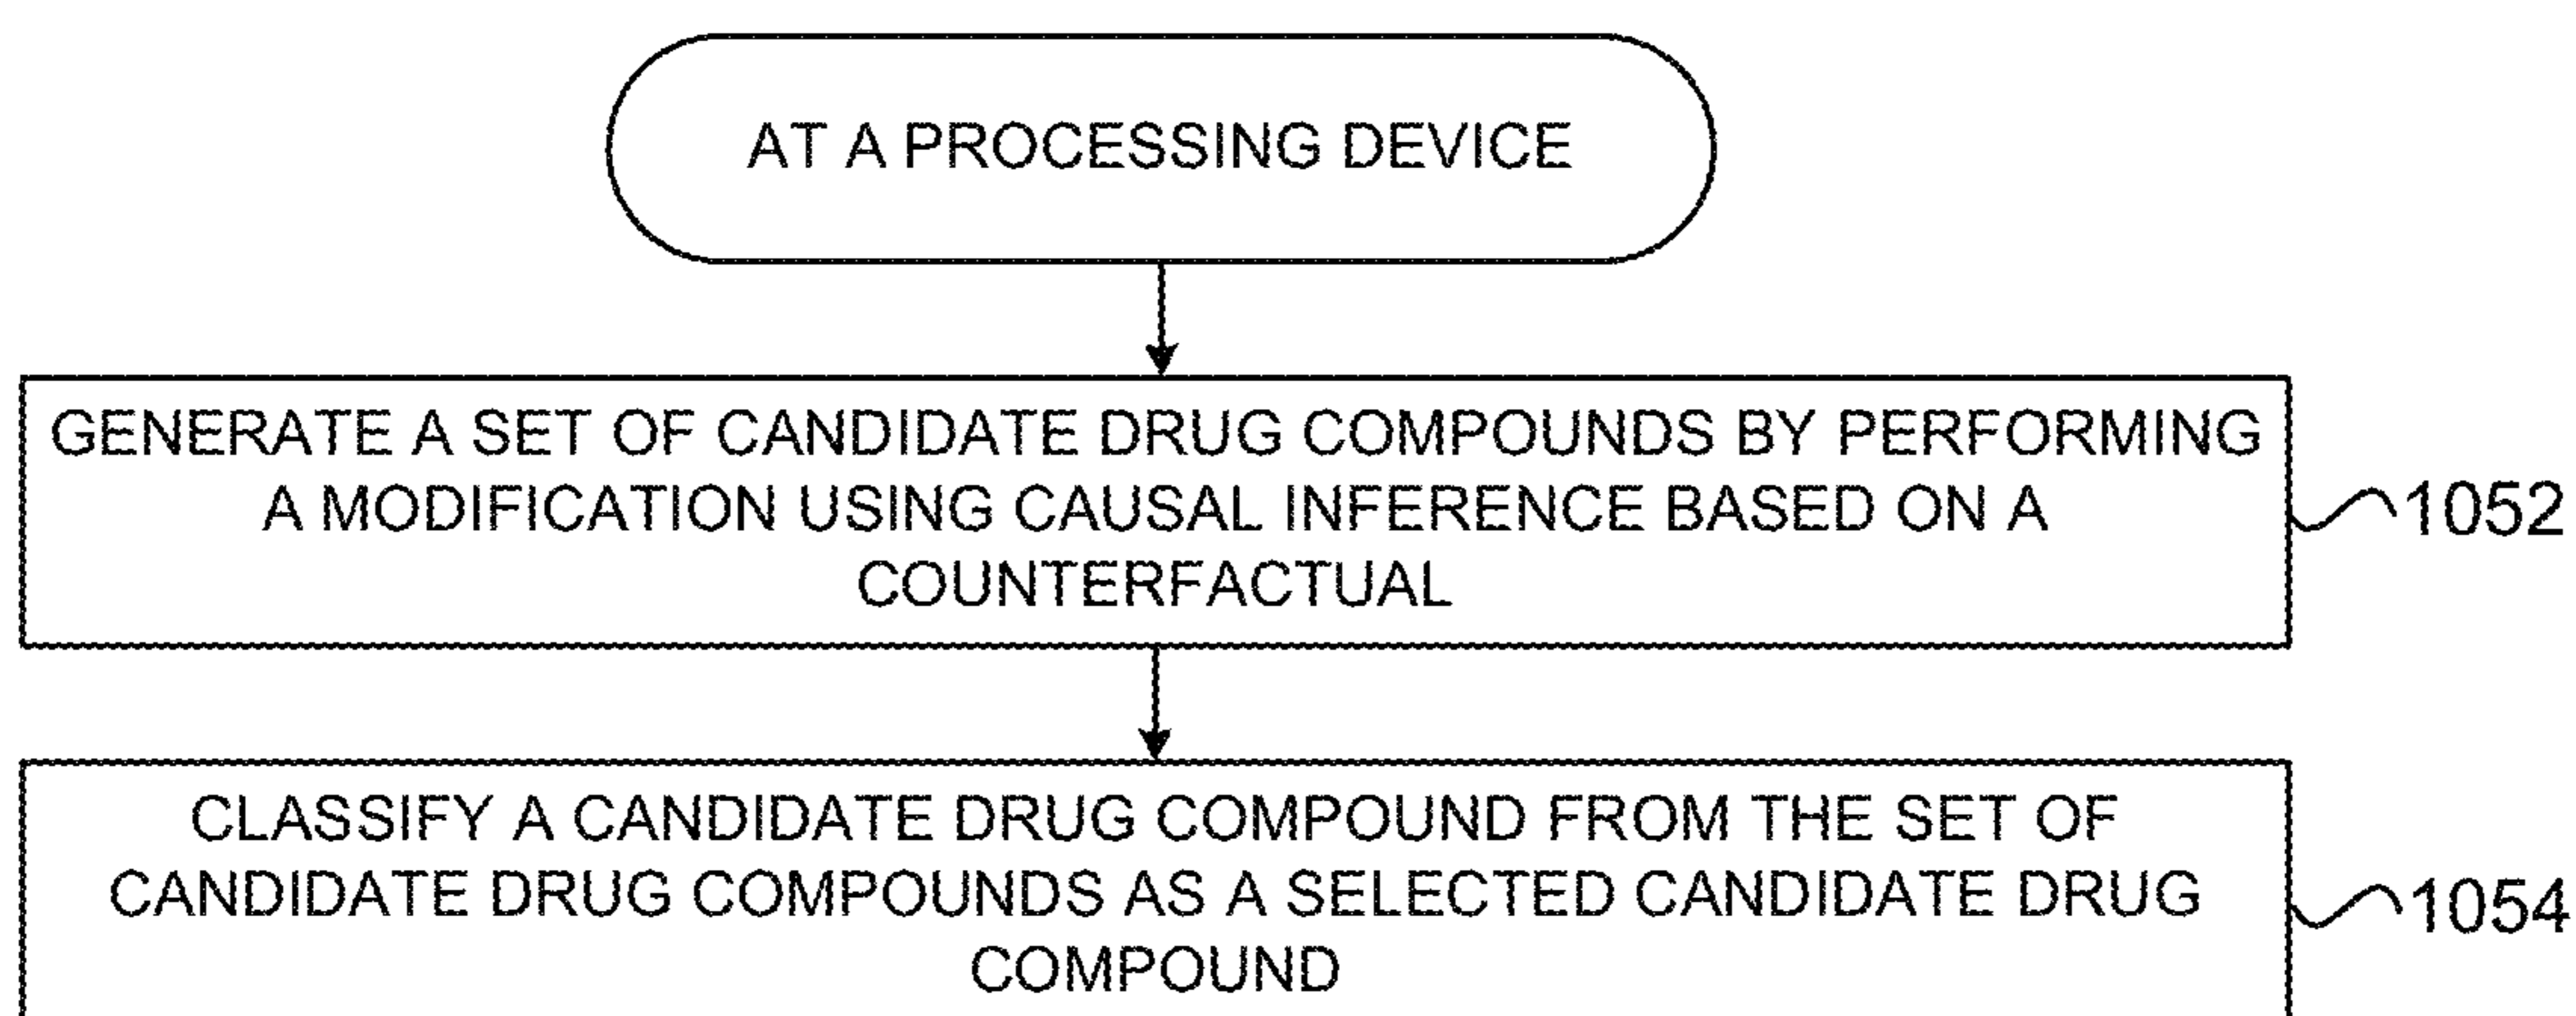 AT A PROCESSING DEVICE
GENERATE A SET OF CANDIDATE DRUG COMPOUNDS BY PERFORMING
A MODIFICATION USING CAUSAL INFERENCE BASED ON A
COUNTERFACTUAL
1052
CLASSIFY A CANDIDATE DRUG COMPOUND FROM THE SET OF
CANDIDATE DRUG COMPOUNDS AS A SELECTED CANDIDATE DRUG
COMPOUND
1054